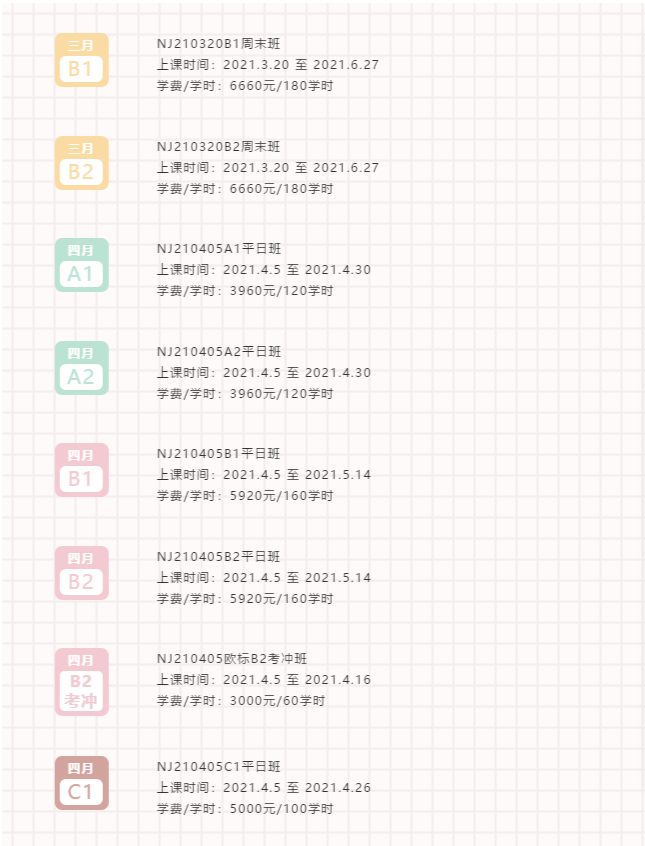 三月
B1
NJ210320B1周末班
上课时间：2021.3.20 至 2021.6.27
学费/学时：6660元/180学时
三月
B2
NJ210320B2周末班
上课时间：2021.3.20 至 2021.6.27
学费/学时：6660元/180学时
四月
A1
NJ210405A1平日班
上课时间：2021.4.5 至 2021.4.30
学费/学时：3960元/120学时
四月
A2
NJ210405A2平日班
上课时间：2021.4.5 至 2021.4.30
学费/学时：3960元/120学时
四月
B1
NJ210405B1平日班
上课时间：2021.4.5 至 2021.5.14
学费/学时：5920元/160学时
四月
B2
NJ210405B2平日班
上课时间：2021.4.5 至 2021.5.14
学费/学时：5920元/160学时
四月
B2
考冲
NJ210405欧标B2考冲班
上课时间：2021.4.5 至 2021.4.16
学费/学时：3000元/60学时
四月
C1
NJ210405C1平日班
上课时间：2021.4.5 至 2021.4.26
学费/学时：5000元/100学时